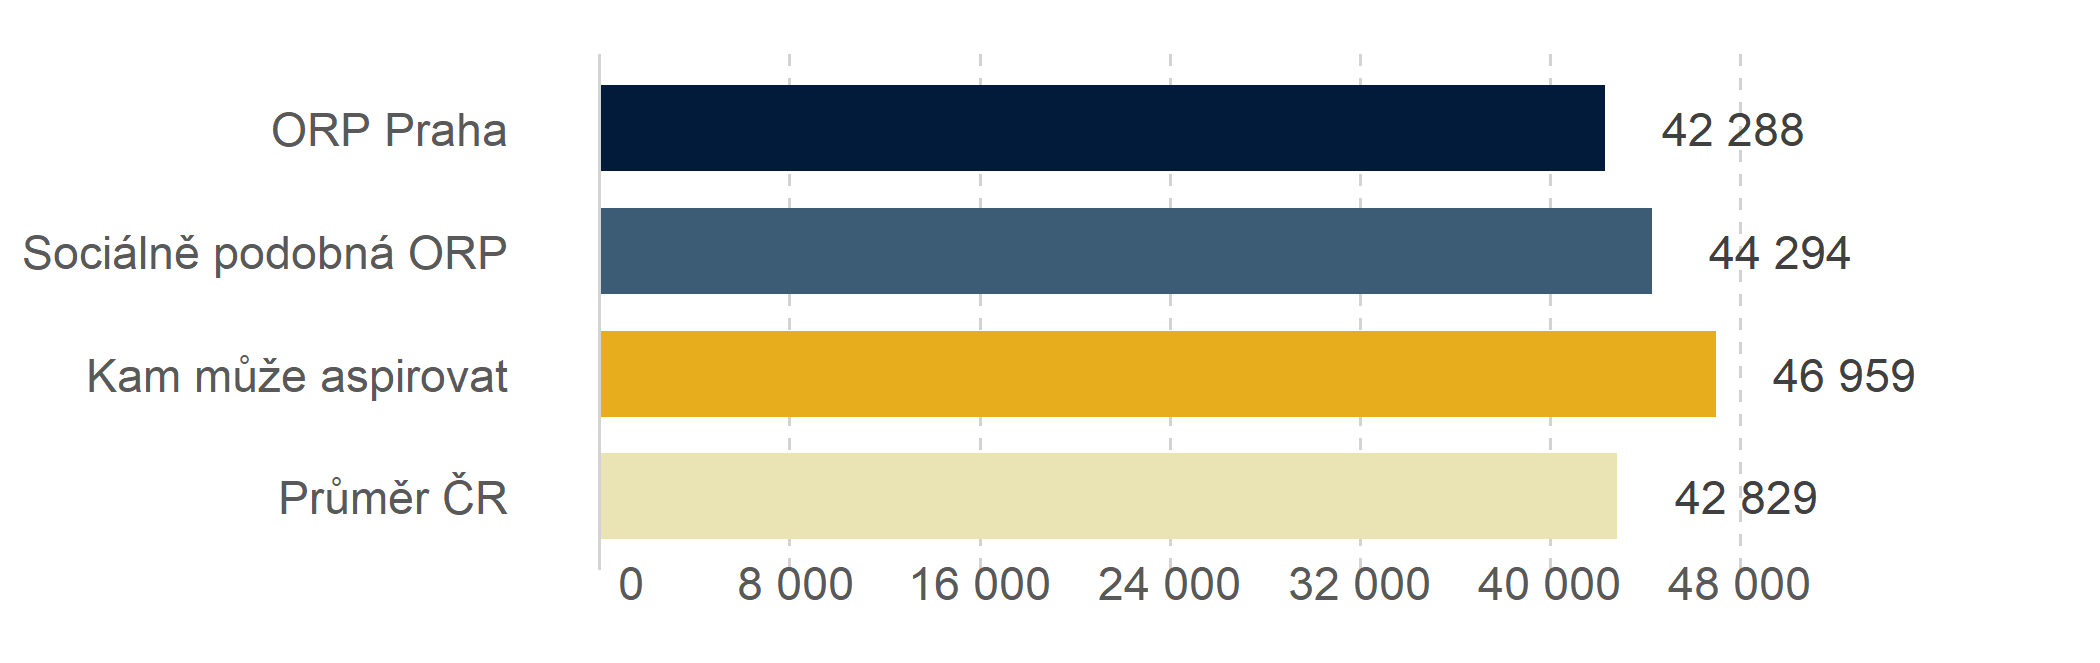 ORP Praha 42 288
Sociálně podobná ORP 44 294
Kam může aspirovat 46 959
Průměr ČR 42 829
0 8 000 16 000 24 000 32 000 40 000 48 000